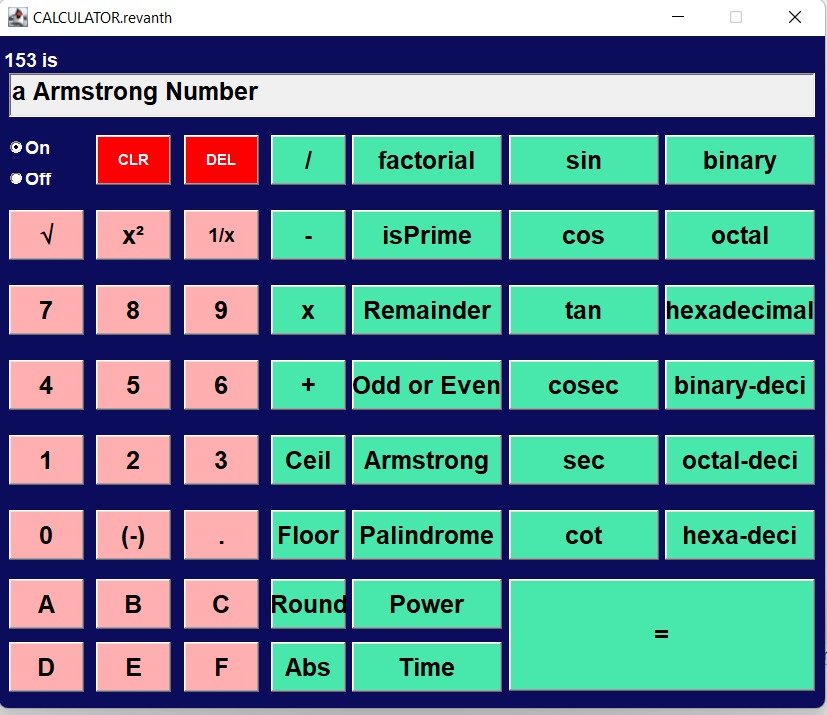 CALCULATOR.revanth
153 is
a Armstrong Number
On
CLR DEL / factorial sin binary
Off
√ x² 1/x - isPrime cos octal
7 8 9 x Remainder tan hexadecimal
4 5 6 + Odd or Even cosec binary-deci
1 2 3 Ceil Armstrong sec octal-deci
0 (-) . Floor Palindrome cot hexa-deci
A B C Round Power
=
D E F Abs Time